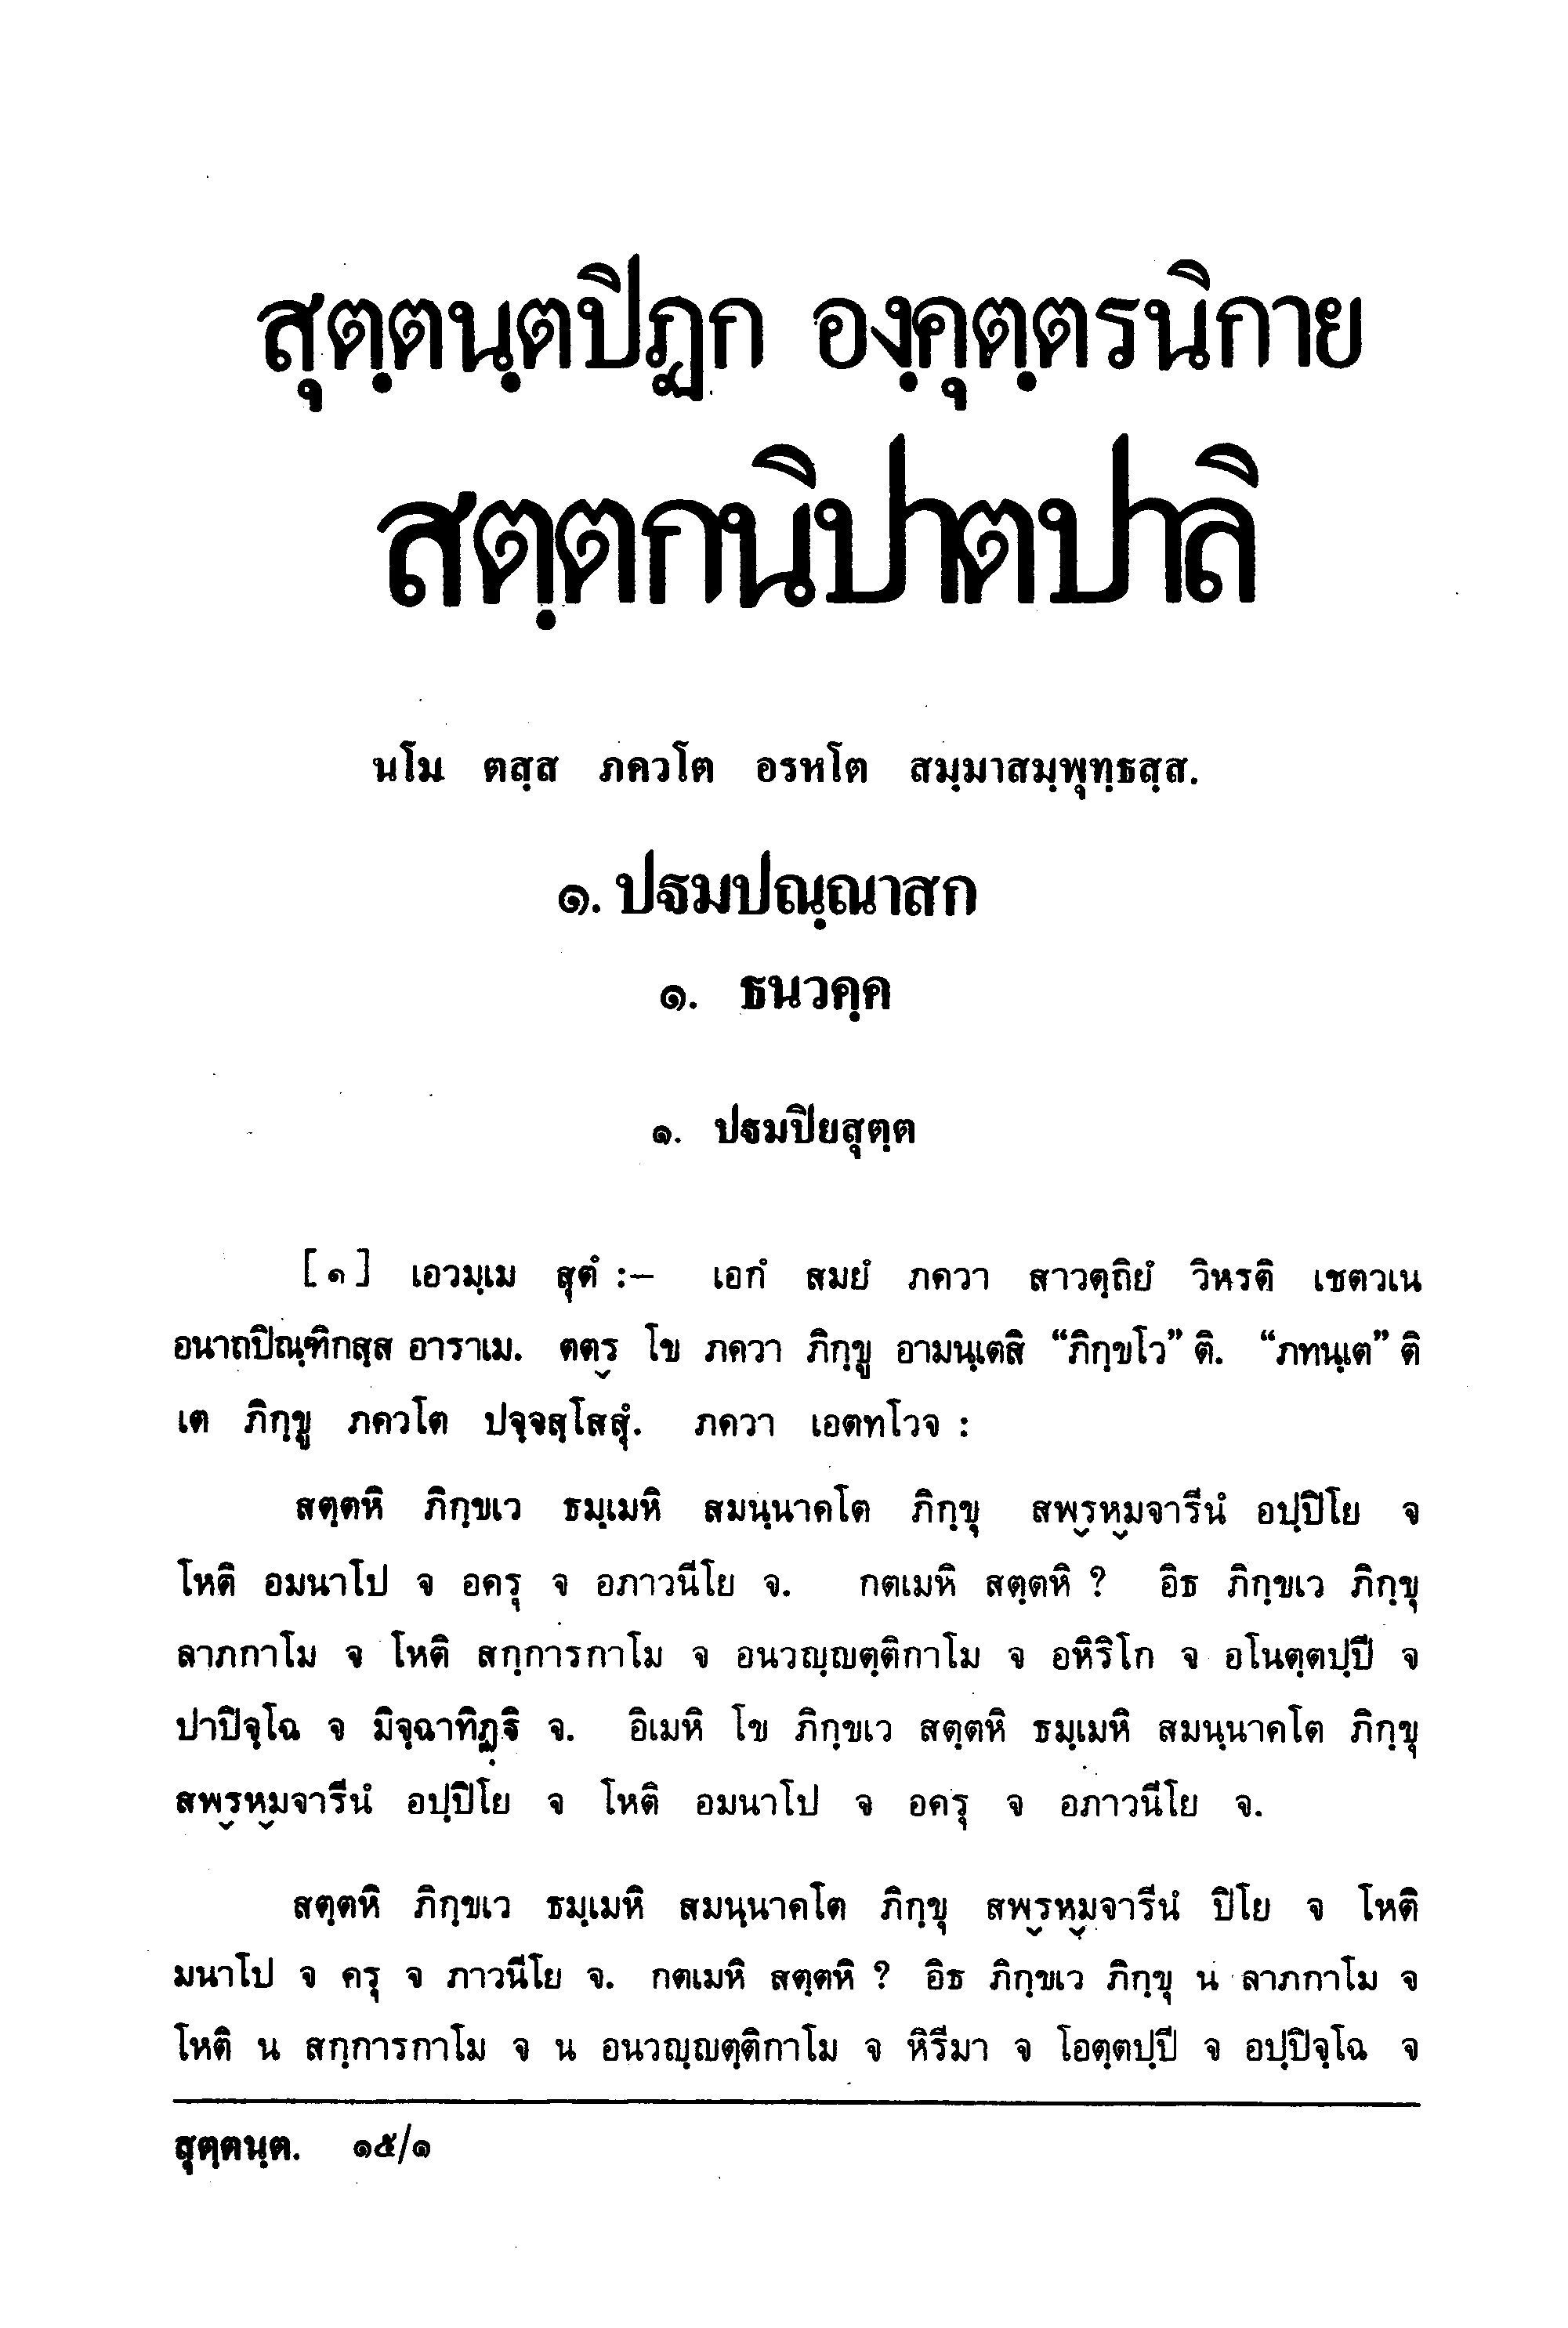 สุตฺตนฺตปิฏก องฺคุตฺตรนิกาย
สตฺตกนิปาตปาลิ
นโม ตสฺส ภควโต อรหโต สมฺมาสมฺพุทฺธสฺส.
๑. ปฐมปณฺณาสก
๑. ธนวคฺค
๑. ปฐมปิยสุตฺต
[๑] เอวมฺเม สุตํ :– เอกํ สมยํ ภควา สาวตฺถิยํ วิหรติ เชตวเน
อนาถปิณฺฑิกสฺส อาราเม. ตตฺร โข ภควา ภิกฺขู อามนฺเตสิ “ภิกฺขโว” ติ. “ภทนฺเต” ติ
เต ภิกฺขู ภควโต ปจฺจสฺโสสุํ. ภควา เอตทโวจ :
สตฺตหิ ภิกฺขเว ธมฺเมหิ สมนฺนาคโต ภิกฺขุ สพฺรหฺมจารีนํ อปฺปิโย จ
โหติ อมนาโป จ อครุ จ อภาวนีโย จ. กตเมหิ สตฺตหิ ? อิธ ภิกฺขเว ภิกฺขุ
ลาภกาโม จ โหติ สกฺการกาโม จ อนวญฺญตฺติกาโม จ อหิริโก จ อโนตฺตปฺปี จ
ปาปิจฺโฉ จ มิจฺฉาทิฏฺฐิ จ. อิเมหิ โข ภิกฺขเว สตฺตหิ ธมฺเมหิ สมนฺนาคโต ภิกฺขุ
สพฺรหฺมจารีนํ อปฺปิโย จ โหติ อมนาโป จ อครุ จ อภาวนีโย จ.
สตฺตหิ ภิกฺขเว ธมฺเมหิ สมนฺนาคโต ภิกฺขุ สพฺรหฺมจารีนํ ปิโย จ โหติ
มนาโป จ ครุ จ ภาวนีโย จ. กตเมหิ สตฺตหิ ? อิธ ภิกฺขเว ภิกฺขุ น ลาภกาโม จ
โหติ น สกฺการกาโม จ น อนวญฺญตฺติกาโม จ หิรีมา จ โอตฺตปฺปี จ อปฺปิจฺโฉ จ
สุตฺตนฺต. ๑๕/๑